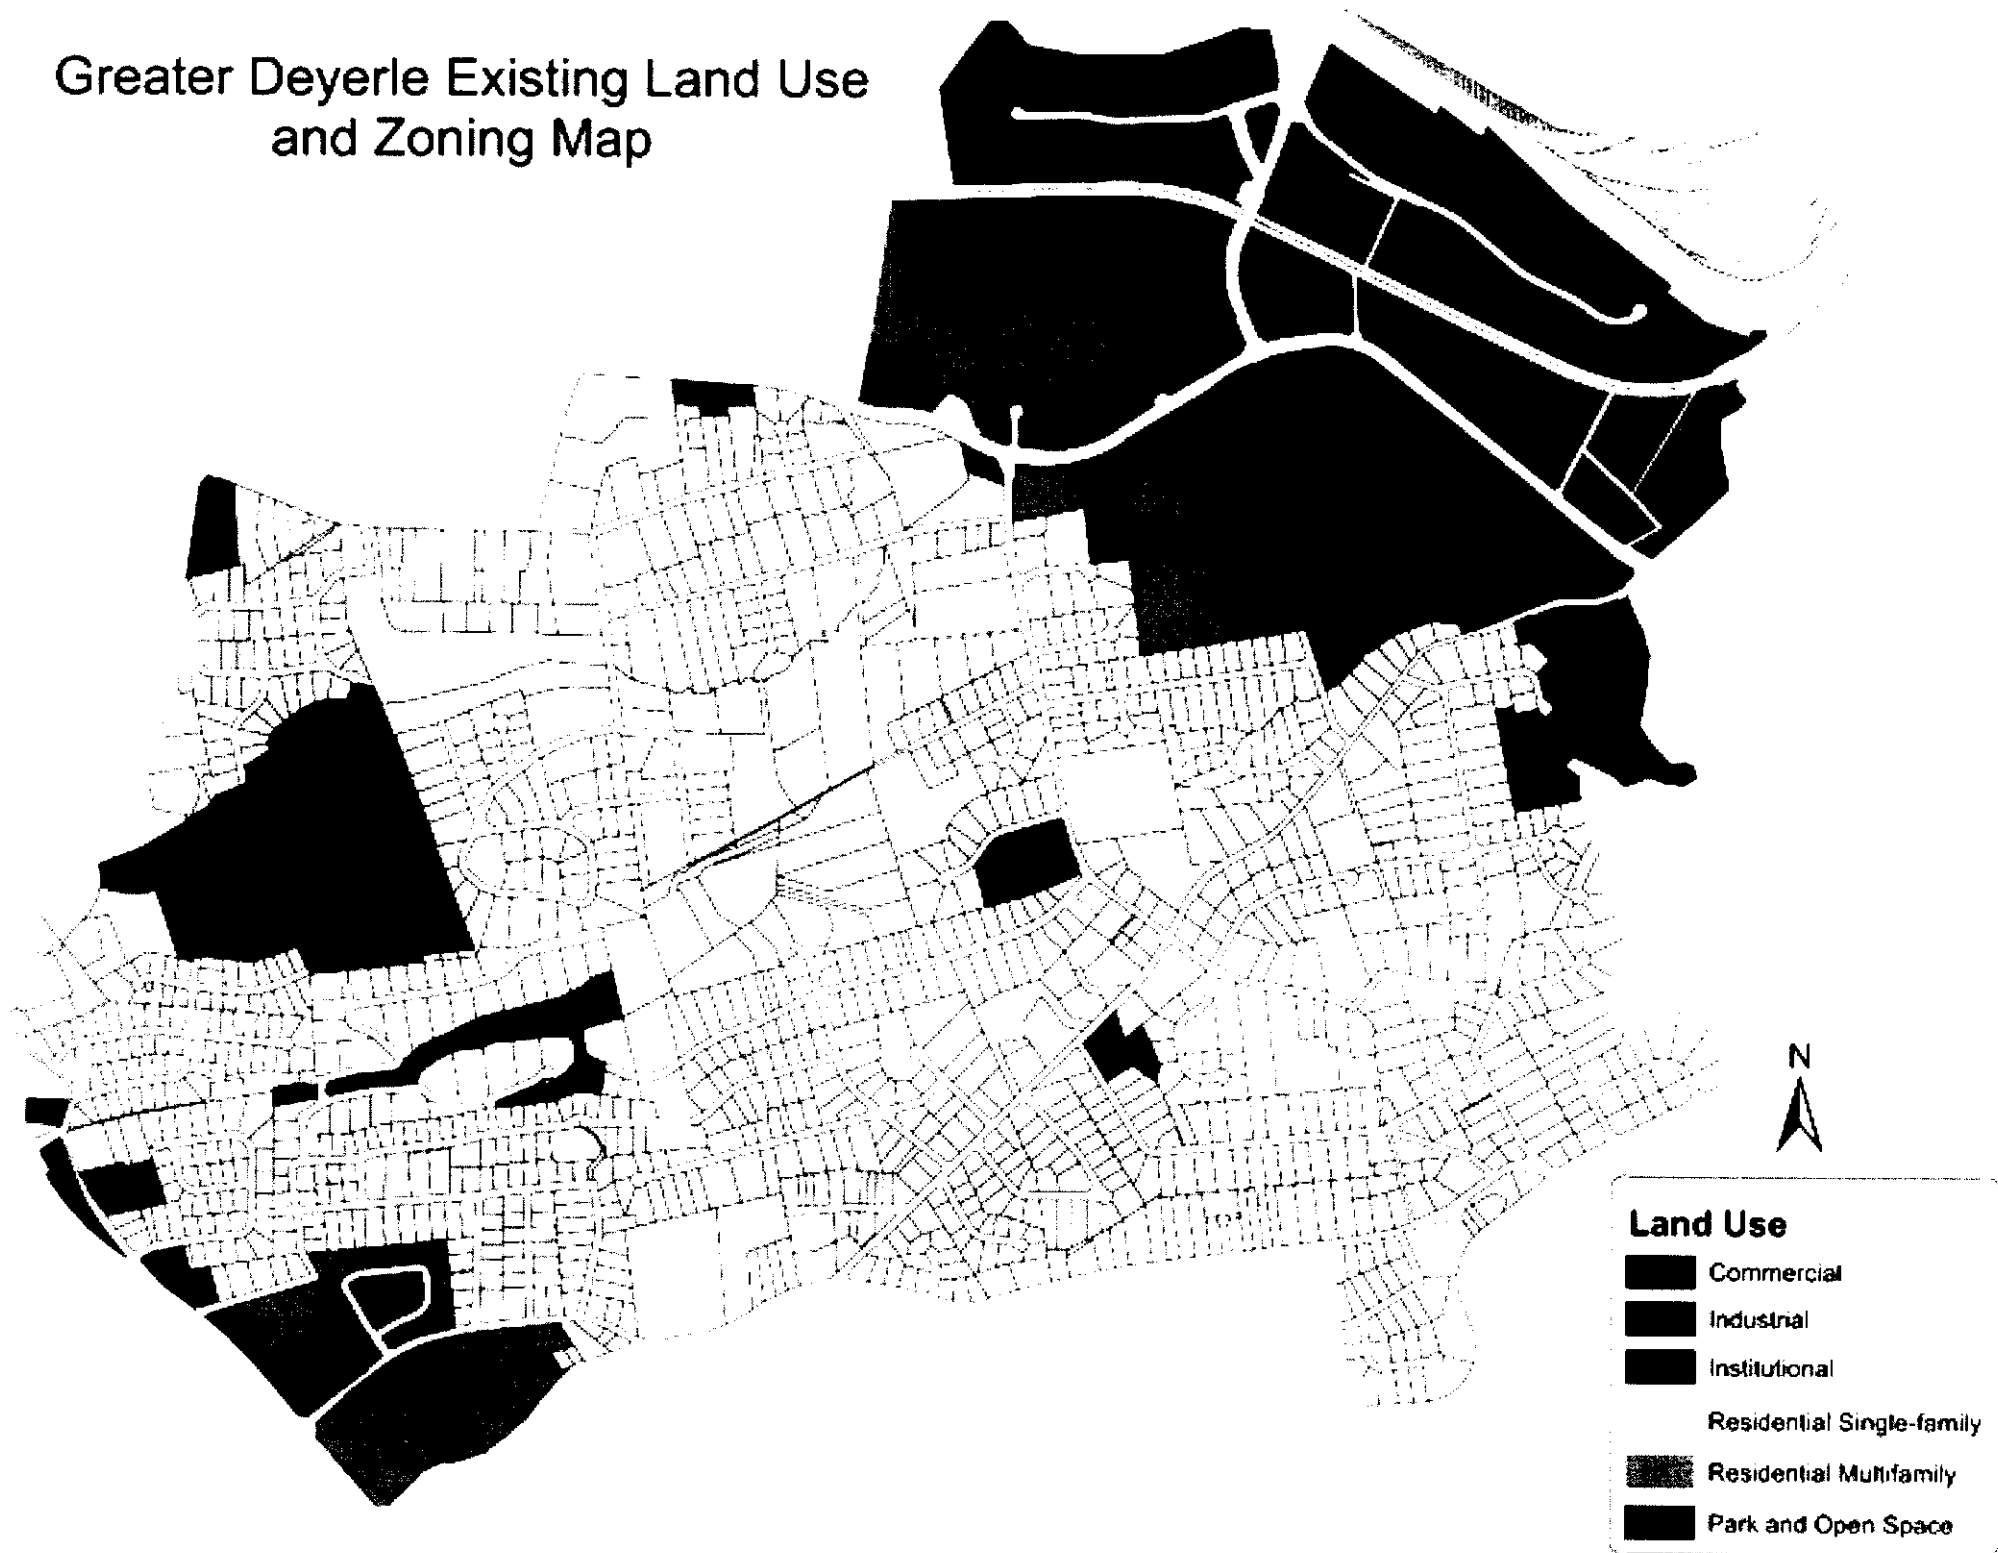 Greater Deyerle Existing Land Use
and Zoning Map
N
Land Use
Commercial
Industrial
Institutional
Residential Single-family
Residential Multifamily
Park and Open Space